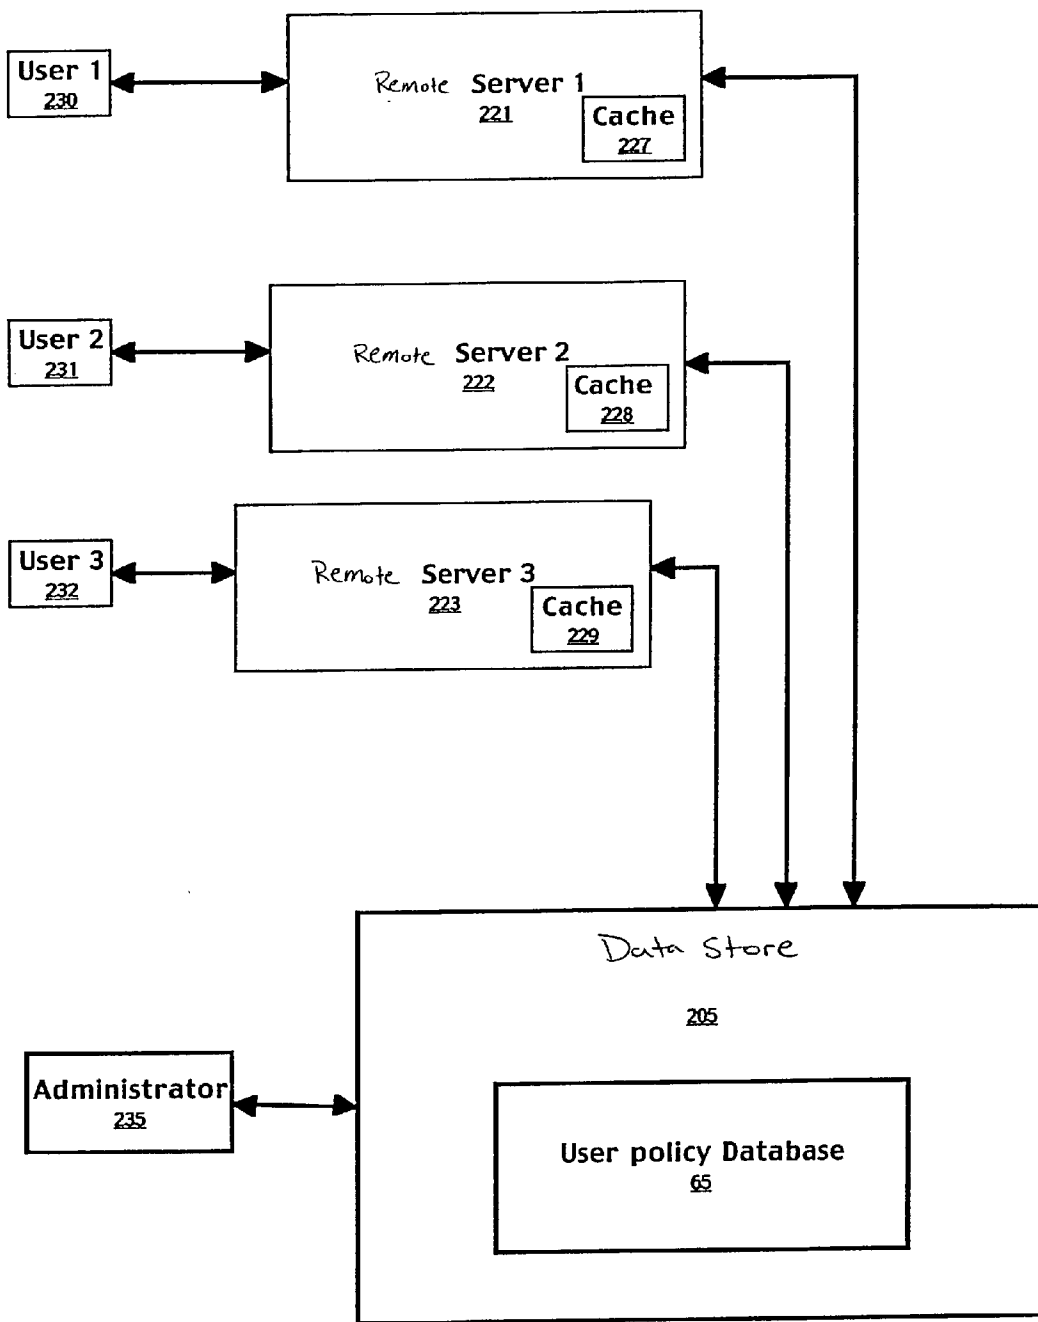 User 1
230
Remote Server 1
221
Cache
227
User 2
231
Remote Server 2
222
Cache
228
User 3
232
Remote Server 3
223
Cache
229
Data Store
205
Administrator
235
User policy Database
65